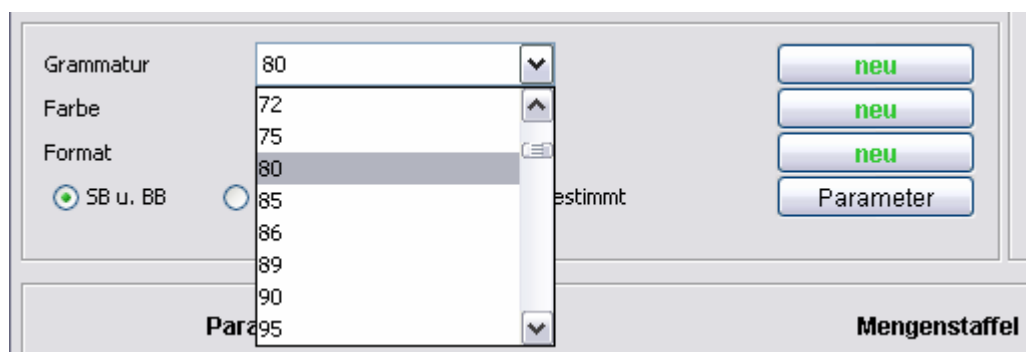 Grammatur 80 neu
Farbe 72 neu
75
Format neu
80
SB u. BB 85 estimmt Parameter
86
89
90
Para 95 Mengenstaffel